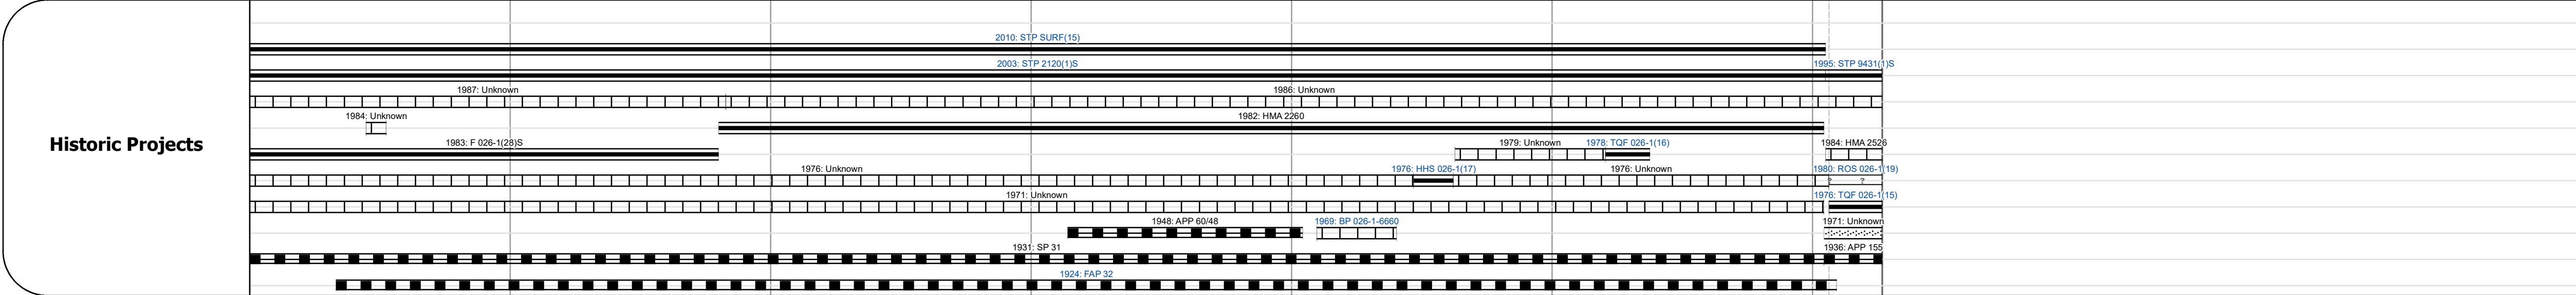 2010: STP SURF(15)
2003: STP 2120(1)S
1995: STP 9431(1)S
1987: Unknown
1986: Unknown
1984: Unknown
1982: HMA 2260
Historic Projects
1983: F 026-1(28)S
1979: Unknown
1978: TQF 026-1(16)
1984: HMA 2526
1976: Unknown
1976: HHS 026-1(17)
1976: Unknown
1980: ROS 026-1(19)
? ?
1971: Unknown
1976: TQF 026-1(15)
1948: APP 60/48
1969: BP 026-1-6660
1971: Unknown
1931: SP 31
1936: APP 155
1924: FAP 32